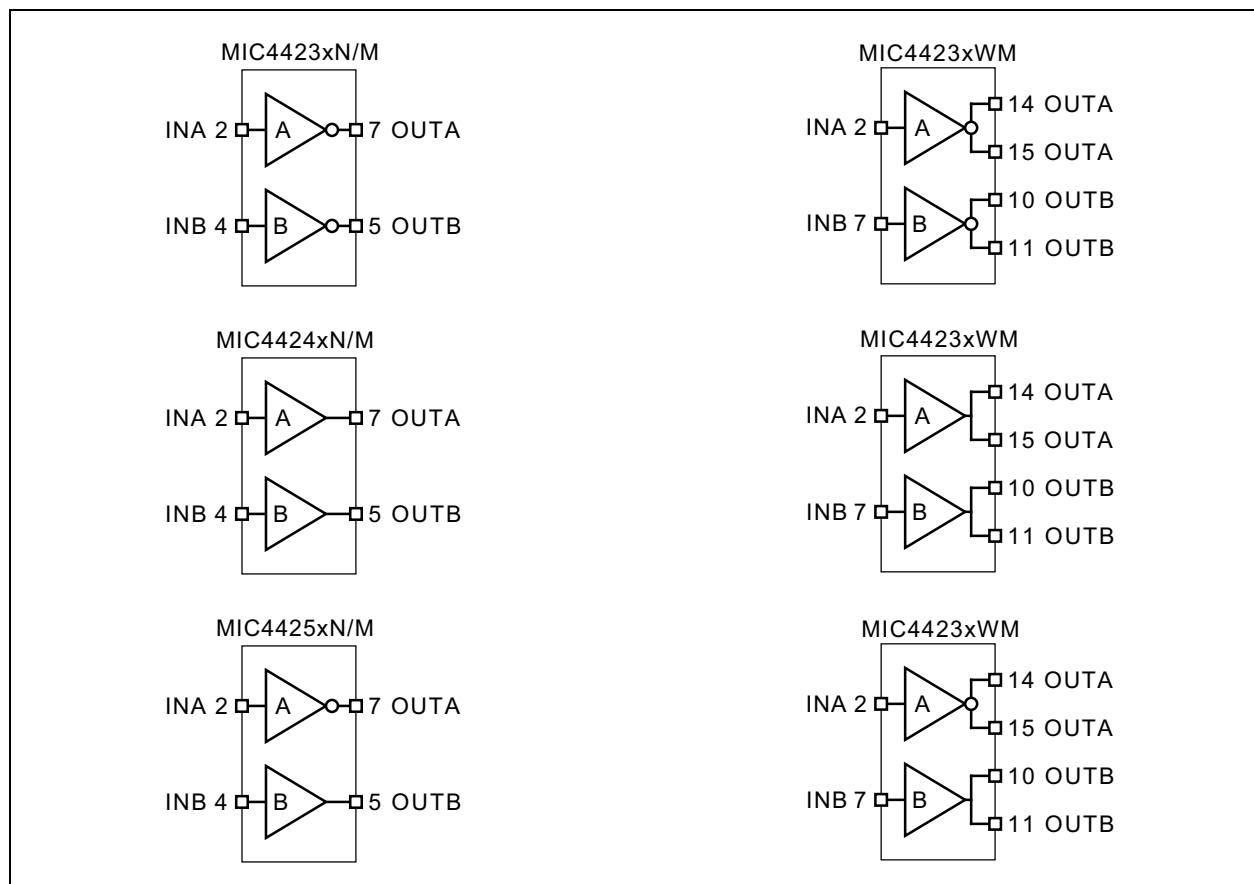 MIC4423xN/M
INA 2
A
7 OUTA
INB 4
B
5 OUTB
MIC4423xWM
INA 2
A
14 OUTA
15 OUTA
INB 7
B
10 OUTB
11 OUTB
MIC4424xN/M
INA 2
A
7 OUTA
INB 4
B
5 OUTB
MIC4423xWM
INA 2
A
14 OUTA
15 OUTA
INB 7
B
10 OUTB
11 OUTB
MIC4425xN/M
INA 2
A
7 OUTA
INB 4
B
5 OUTB
MIC4423xWM
INA 2
A
14 OUTA
15 OUTA
INB 7
B
10 OUTB
11 OUTB